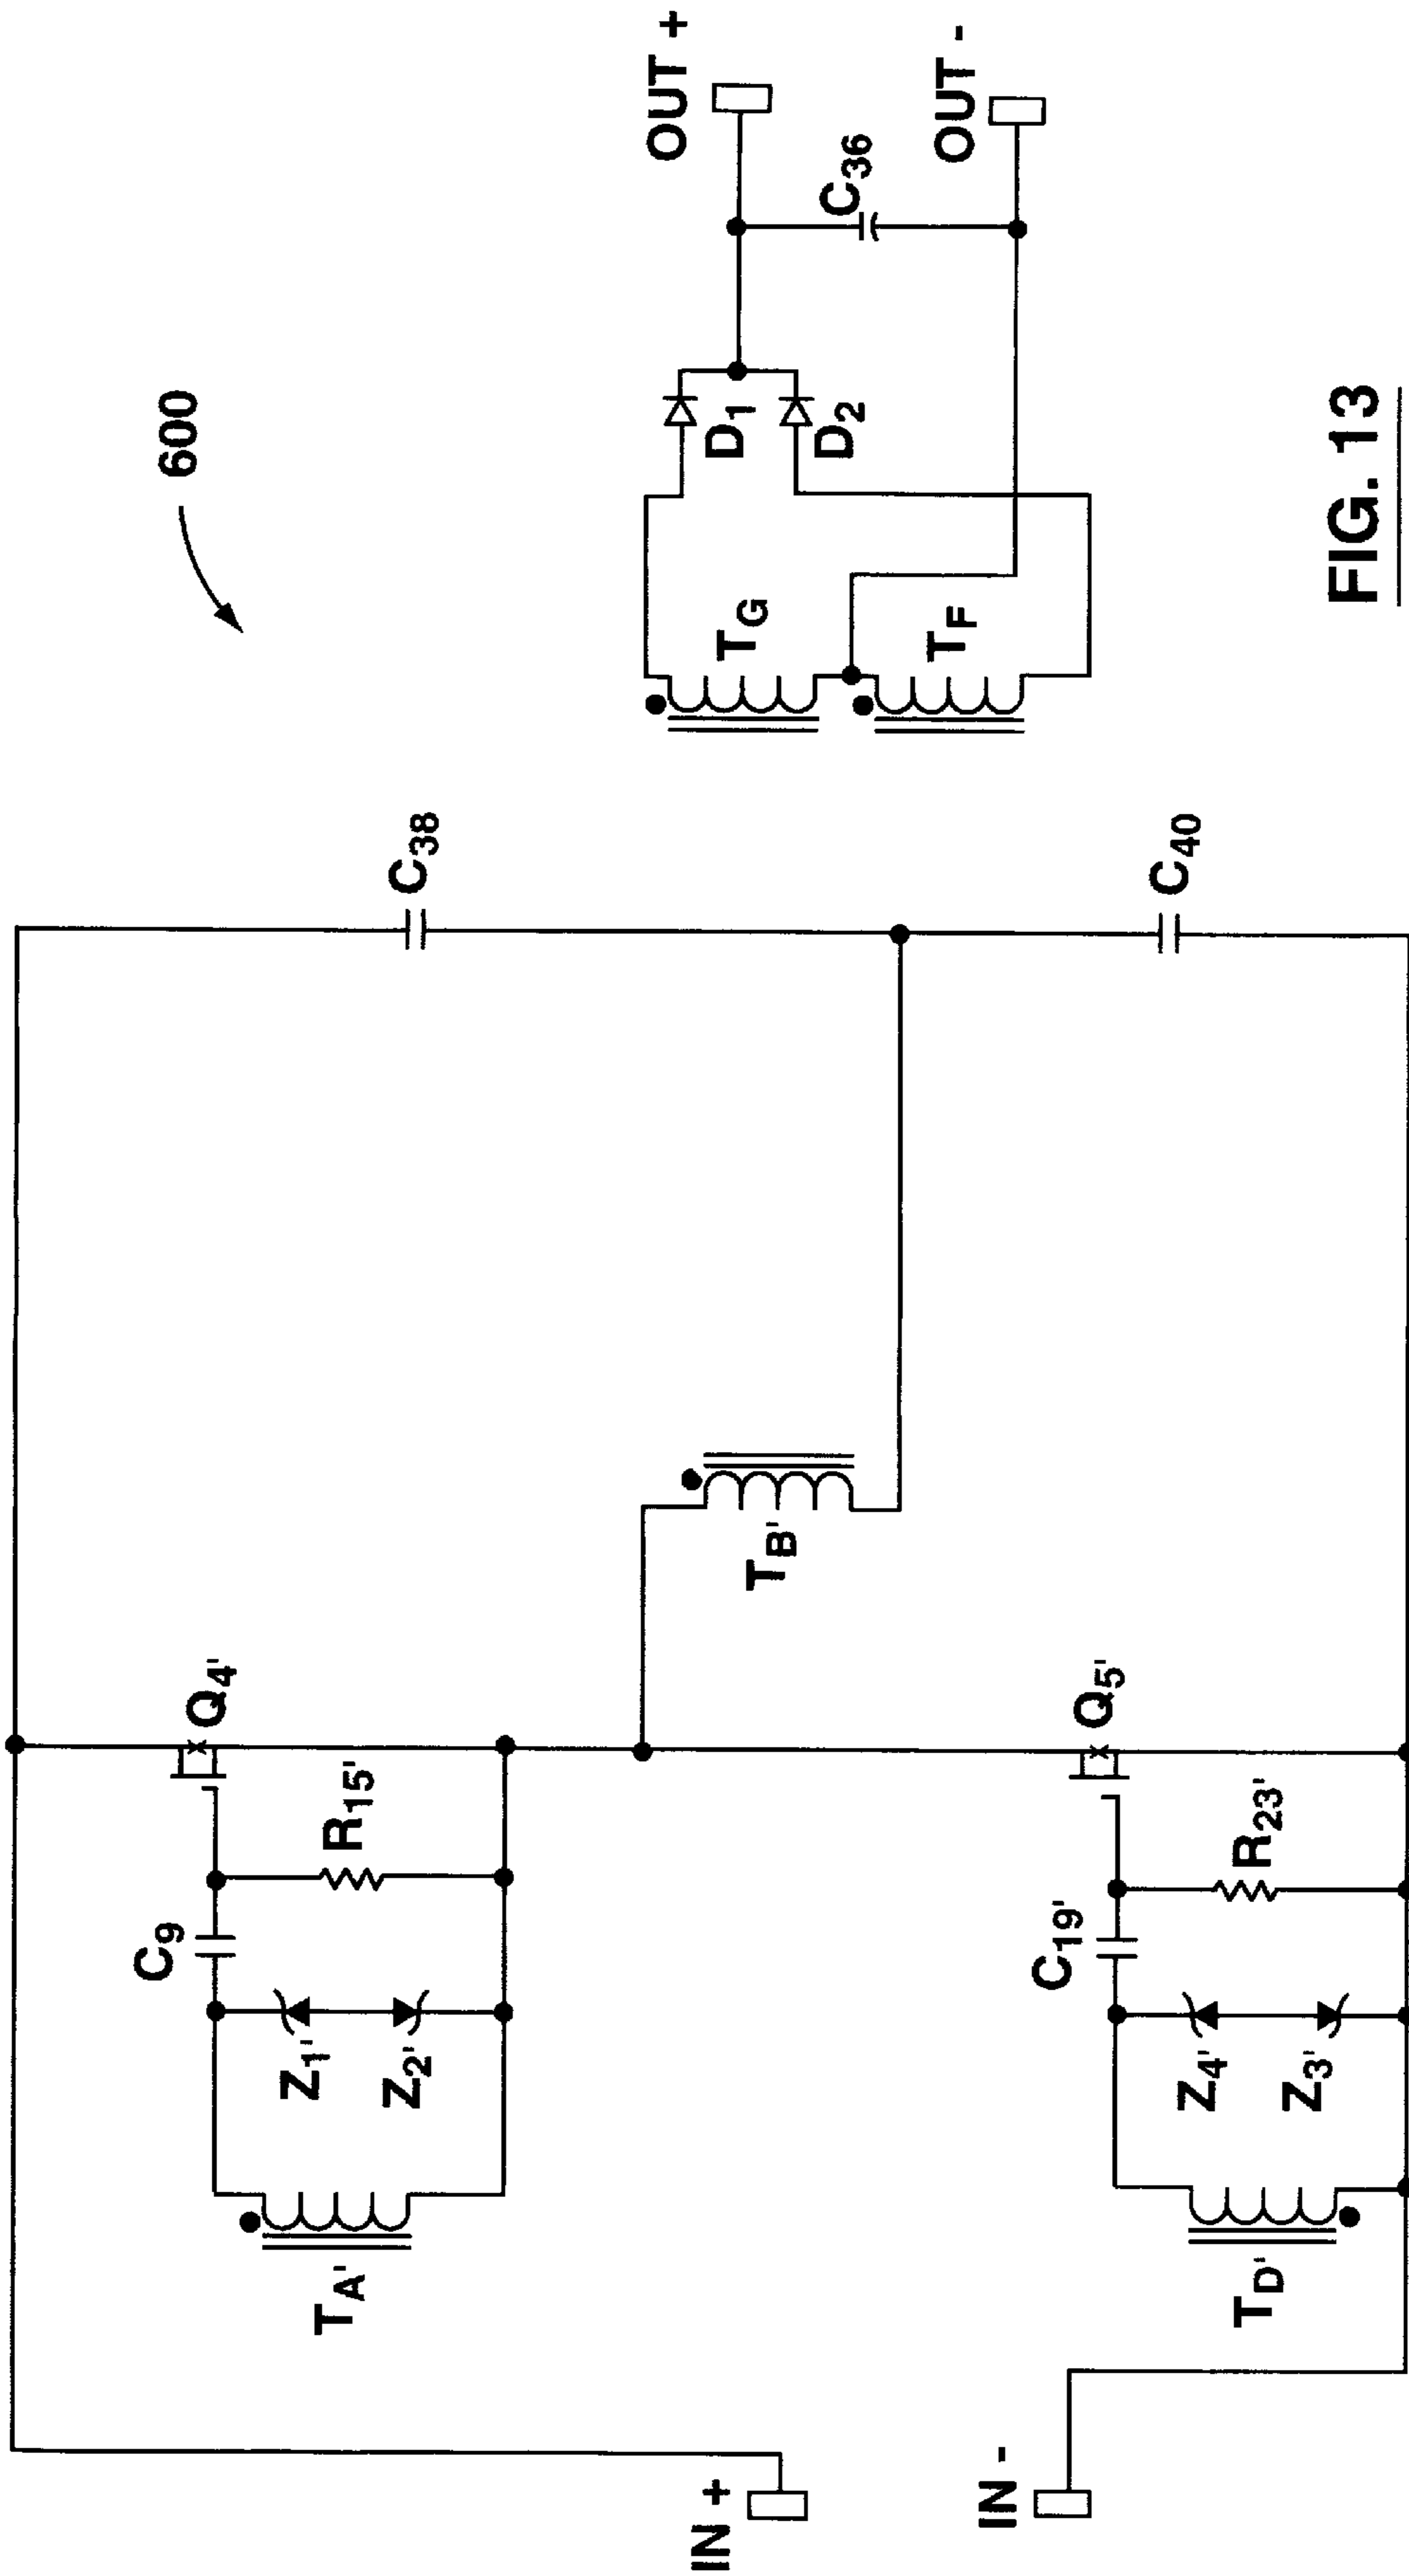 600
IN +
IN -
TA'
Z1'
Z2'
C9
R15'
Q4'
TD'
Z4'
Z3'
C19'
R23'
Q5'
TB'
C38
C40
TG
TF
D1
D2
C36
OUT +
OUT -
FIG. 13